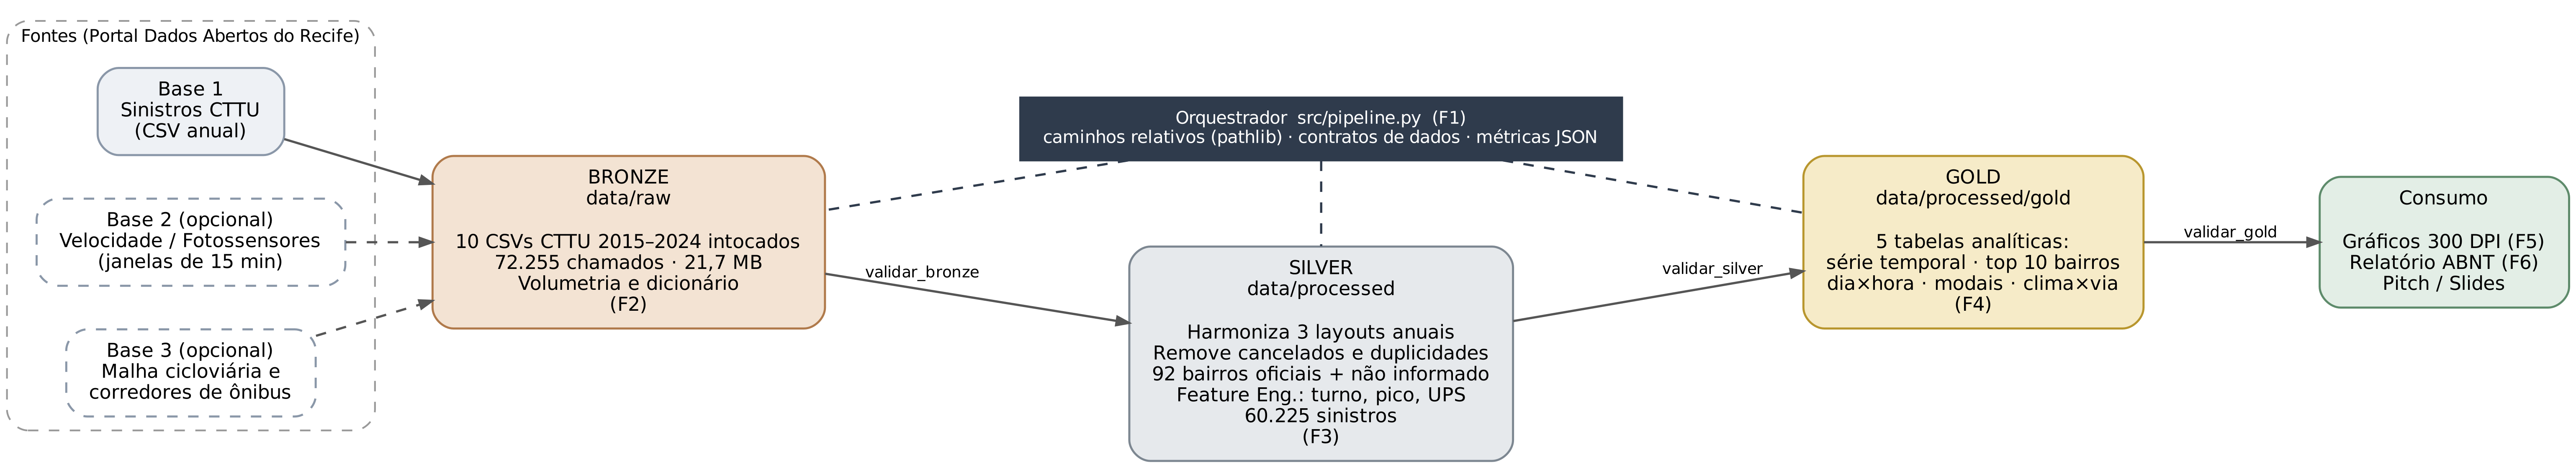 Fontes (Portal Dados Abertos do Recife)
Base 1
Sinistros CTTU
(CSV anual)
Base 2 (opcional)
Velocidade / Fotossensores
(janelas de 15 min)
Base 3 (opcional)
Malha cicloviária e
corredores de ônibus
BRONZE
data/raw
10 CSVs CTTU 2015–2024 intocados
72.255 chamados · 21,7 MB
Volumetria e dicionário
(F2)
validar_bronze
Orquestrador  src/pipeline.py  (F1)
caminhos relativos (pathlib) · contratos de dados · métricas JSON
SILVER
data/processed
Harmoniza 3 layouts anuais
Remove cancelados e duplicidades
92 bairros oficiais + não informado
Feature Eng.: turno, pico, UPS
60.225 sinistros
(F3)
validar_silver
GOLD
data/processed/gold
5 tabelas analíticas:
série temporal · top 10 bairros
dia×hora · modais · clima×via
(F4)
validar_gold
Consumo
Gráficos 300 DPI (F5)
Relatório ABNT (F6)
Pitch / Slides